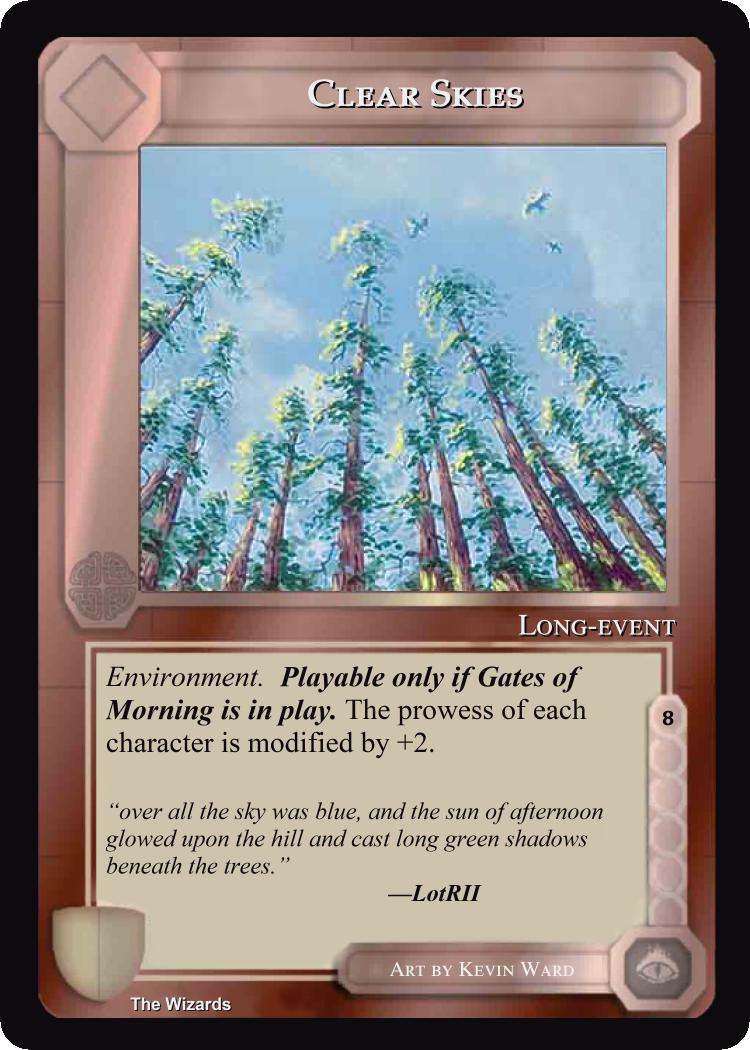 Clear Skies
Long-event
Environment. Playable only if Gates of
Morning is in play. The prowess of each
character is modified by +2.
8
“over all the sky was blue, and the sun of afternoon
glowed upon the hill and cast long green shadows
beneath the trees.”
—LotRII
Art by Kevin Ward
The Wizards